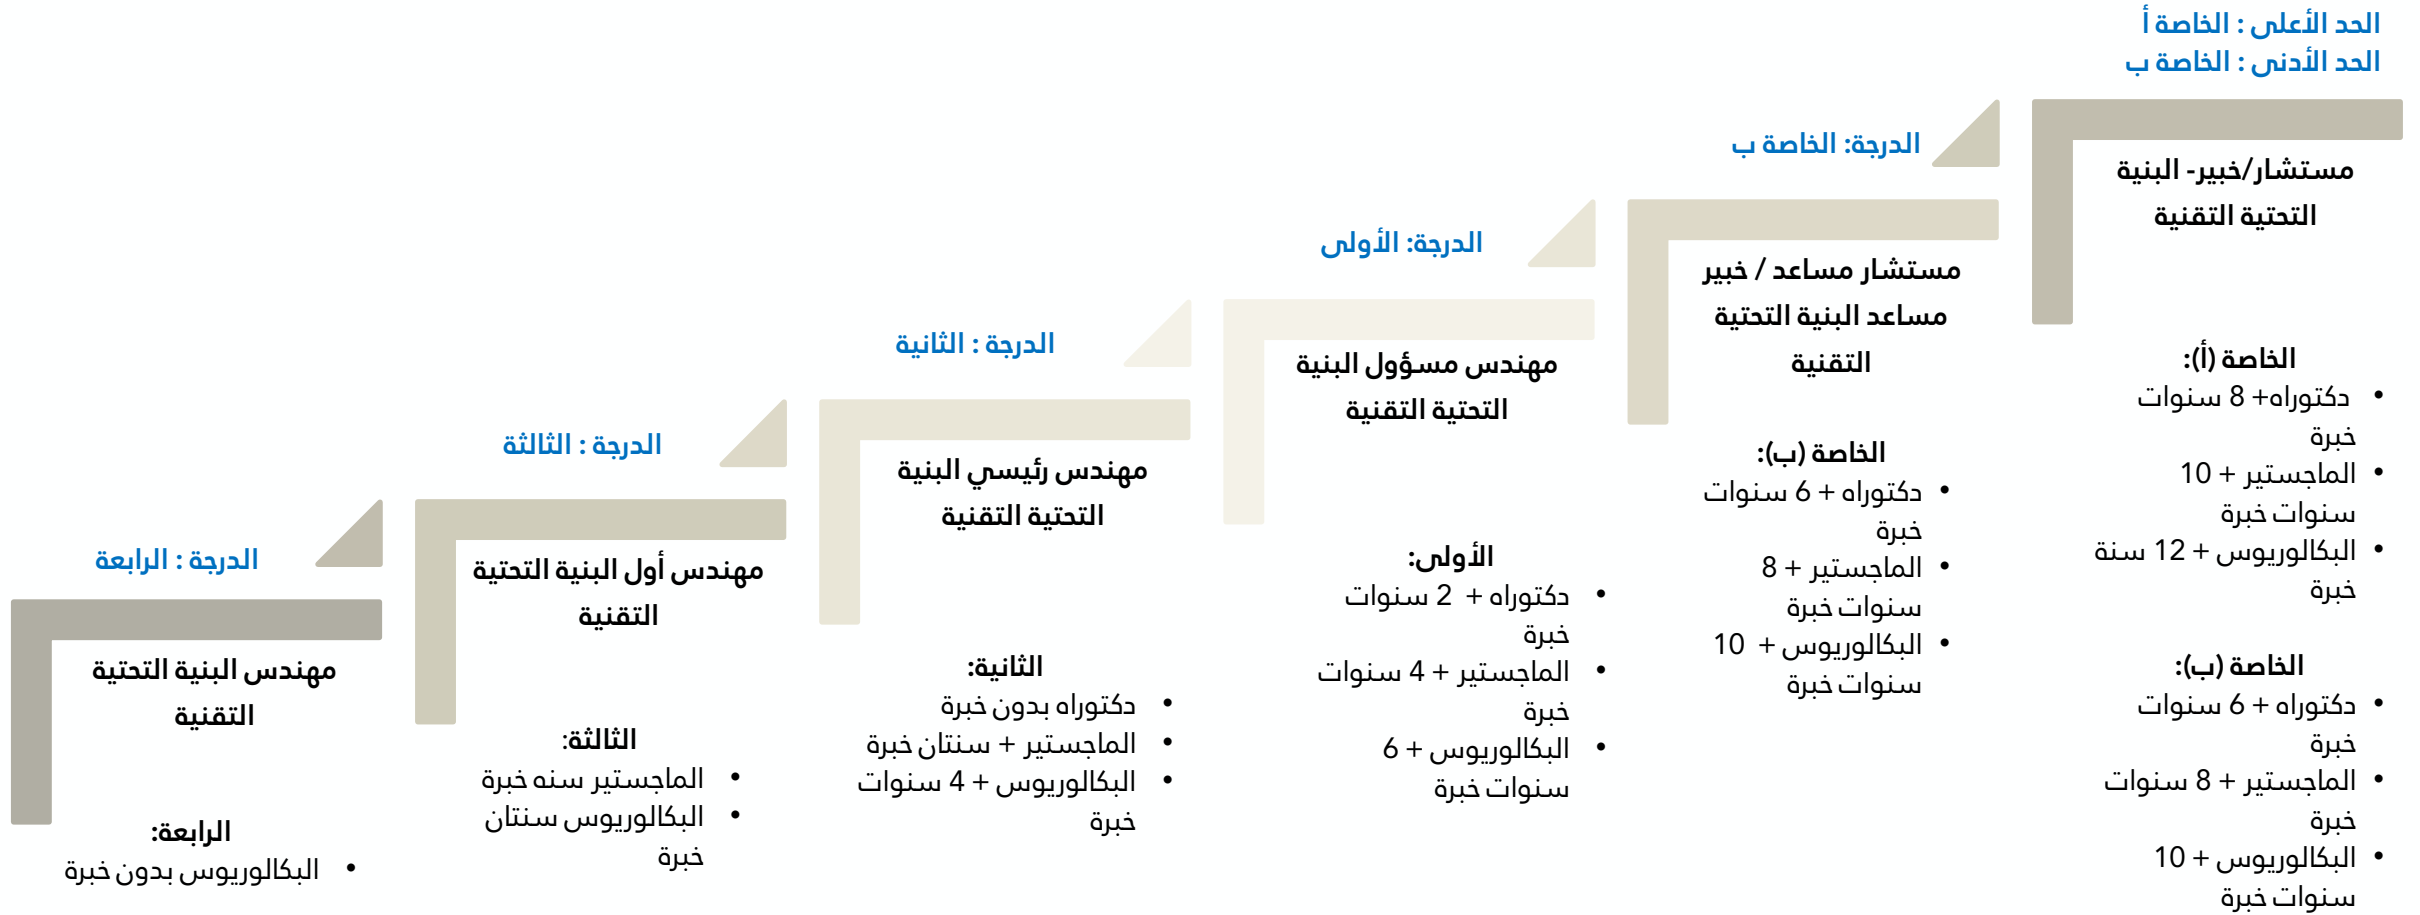 الحد الأعلى : الخاصة أ
الحد الأدنى : الخاصة ب
مستشار/خبير- البنية
التحتية التقنية
الخاصة (أ):
• دكتوراه+ 8 سنوات
خبرة
• الماجستير + 10
سنوات خبرة
• البكالوريوس + 12 سنة
خبرة
الخاصة (ب):
• دكتوراه + 6 سنوات
خبرة
• الماجستير + 8 سنوات
خبرة
• البكالوريوس + 10
سنوات خبرة
الدرجة: الخاصة ب
مستشار مساعد / خبير
مساعد البنية التحتية
التقنية
الخاصة (ب):
• دكتوراه + 6 سنوات
خبرة
• الماجستير + 8
سنوات خبرة
• البكالوريوس + 10
سنوات خبرة
الدرجة: الأولى
مهندس مسؤول البنية
التحتية التقنية
الأولى:
• دكتوراه + 2 سنوات
خبرة
• الماجستير + 4 سنوات
خبرة
• البكالوريوس + 6
سنوات خبرة
الدرجة : الثانية
مهندس رئيسي البنية
التحتية التقنية
الثانية:
• دكتوراه بدون خبرة
• الماجستير + سنتان خبرة
• البكالوريوس + 4 سنوات
خبرة
الدرجة : الثالثة
مهندس أول البنية التحتية
التقنية
الثالثة:
• الماجستير سنه خبرة
• البكالوريوس سنتان
خبرة
الدرجة : الرابعة
مهندس البنية التحتية
التقنية
الرابعة:
• البكالوريوس بدون خبرة